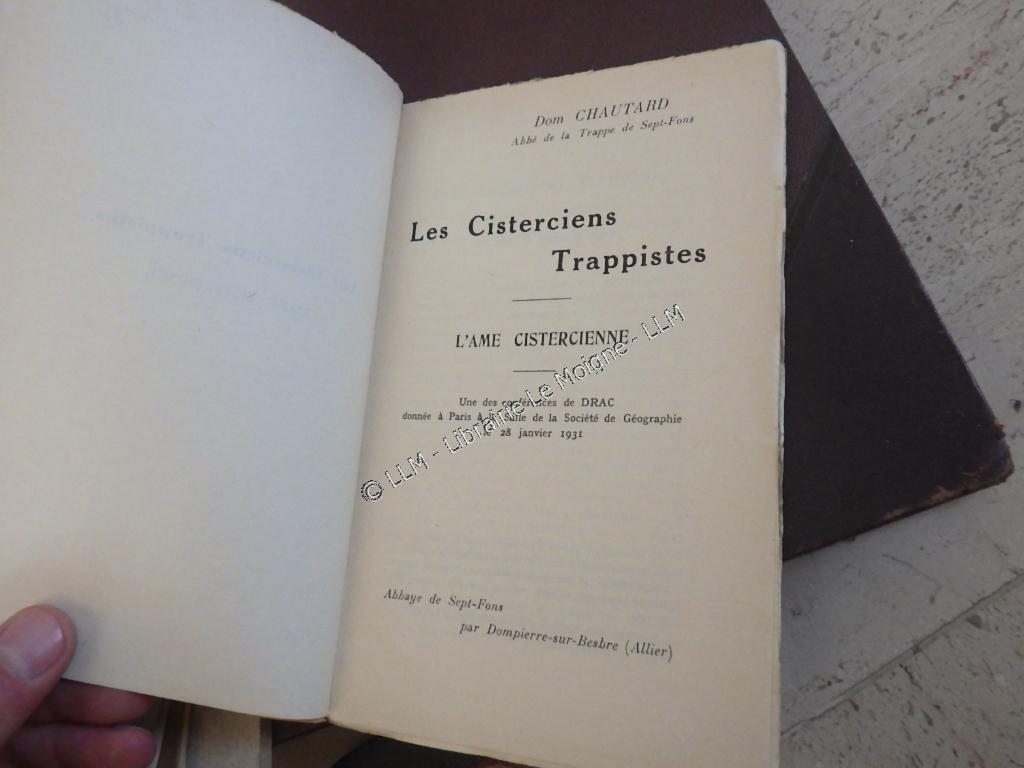 Dom CHAUTARD
Abbé de la Trappe de Sept-Fons
Les Cisterciens
Trappistes
L'AME CISTERCIENNE
Une des conférences de DRAC
donnée à Paris à la Salle de la Société de Géographie
le 28 janvier 1931
© LLM - Librairie Le Moigne - LLM
Abbaye de Sept-Fons
par Dompierre-sur-Besbre (Allier)